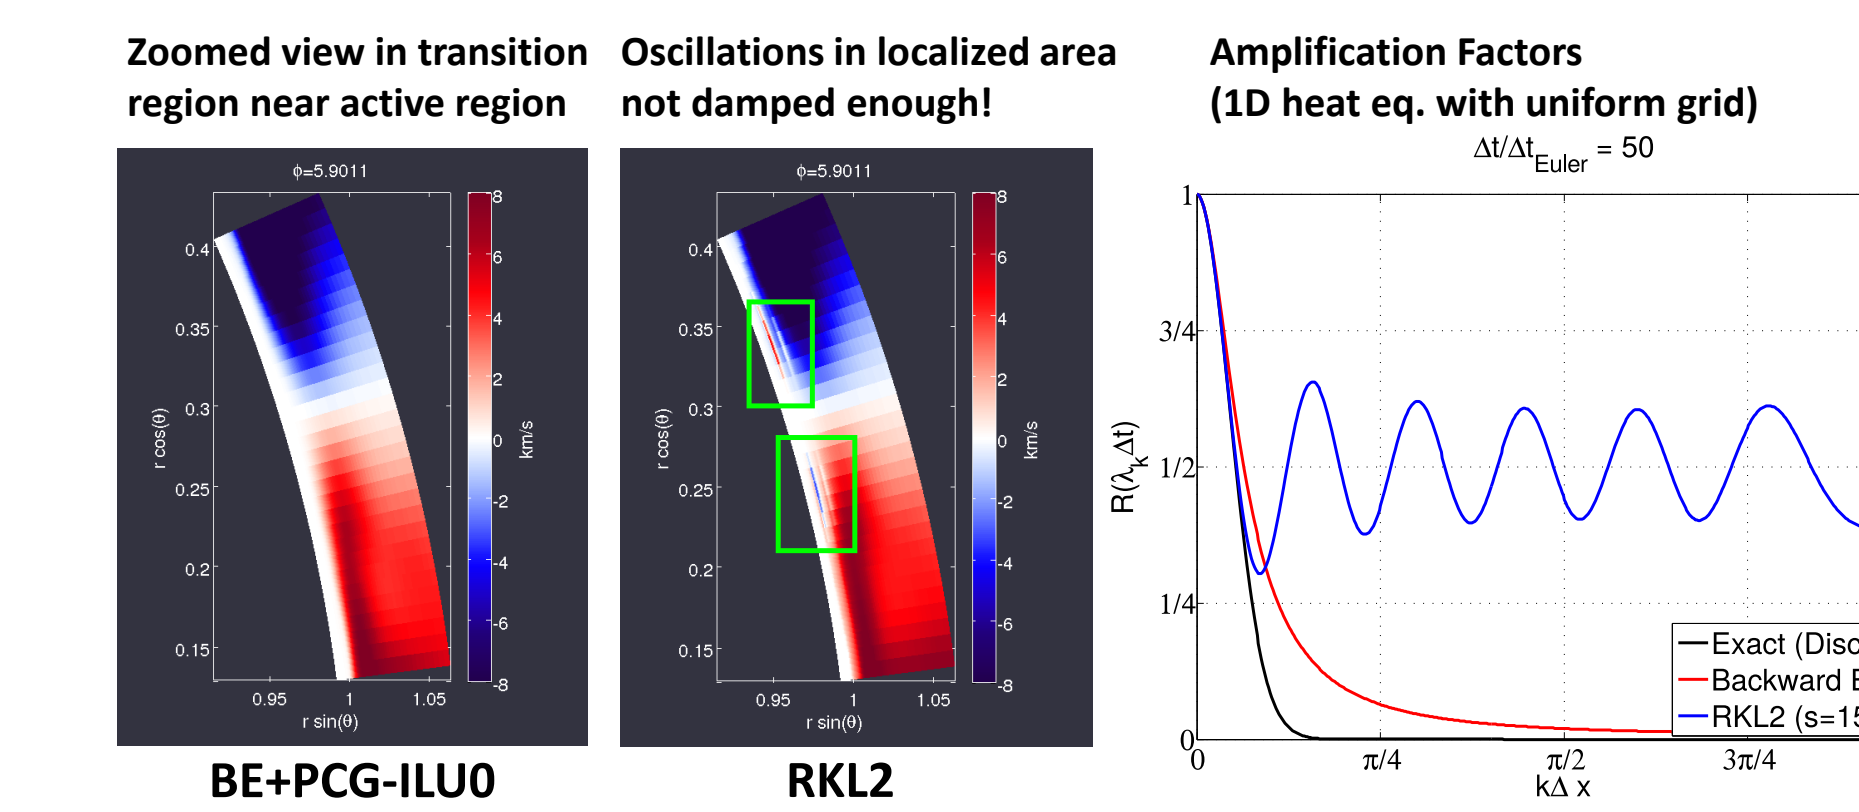 Zoomed view in transition
region near active region
Oscillations in localized area
not damped enough!
Amplification Factors
(1D heat eq. with uniform grid)
Δt/Δt_Euler = 50
ϕ=5.9011
0.4
0.35
0.3
0.25
0.2
0.15
r cos(θ)
0.95
1
1.05
r sin(θ)
8
6
4
2
0
-2
-4
-6
-8
km/s
BE+PCG-ILU0
ϕ=5.9011
0.4
0.35
0.3
0.25
0.2
0.15
r cos(θ)
0.95
1
1.05
r sin(θ)
8
6
4
2
0
-2
-4
-6
-8
km/s
RKL2
1
3/4
1/2
1/4
0
R(λ_kΔt)
0
π/4
π/2
3π/4
kΔ x
Exact (Disc
Backward
RKL2 (s=15